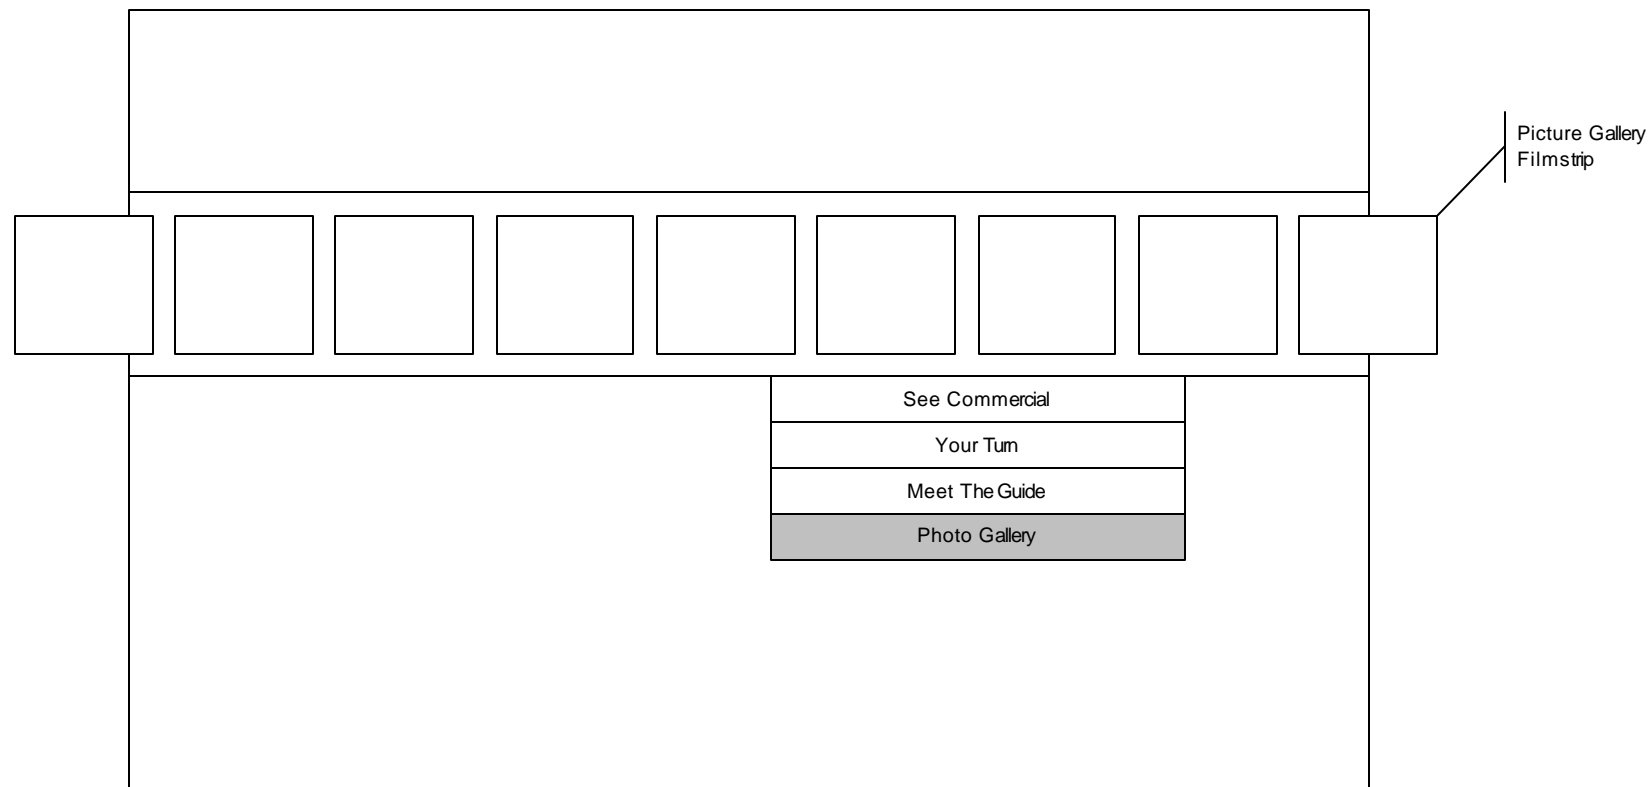 Picture Gallery
Filmstrip
See Commercial
Your Turn
Meet The Guide
Photo Gallery